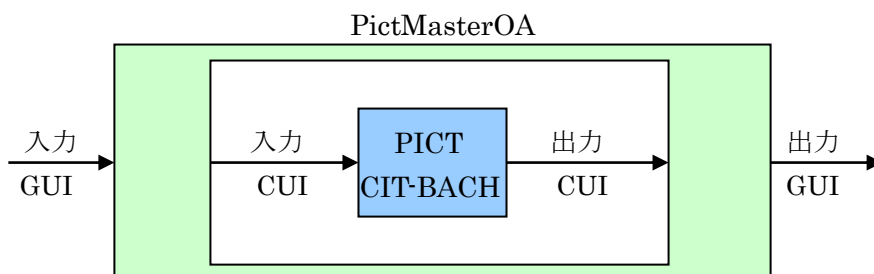 PictMasterOA
入力
GUI
入力
CUI
PICT
CIT-BACH
出力
CUI
出力
GUI